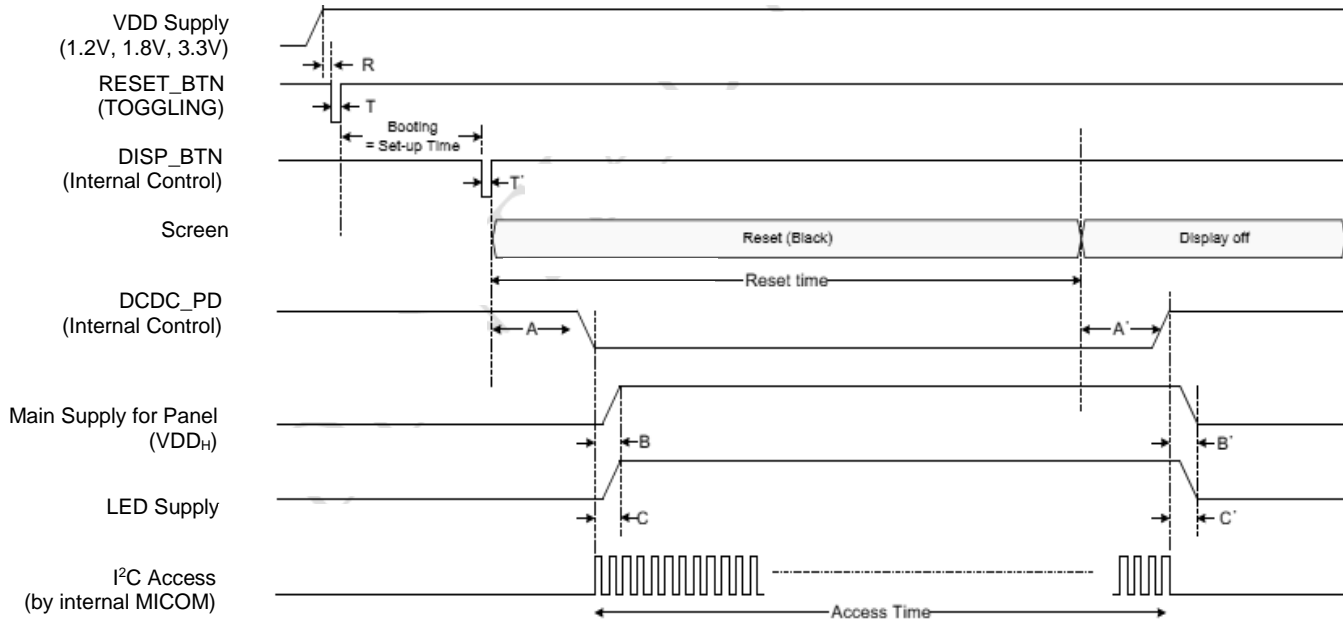 VDD Supply
(1.2V, 1.8V, 3.3V)
R
RESET_BTN
(TOGGLING)
T
Booting
= Set-up Time
DISP_BTN
(Internal Control)
T'
Screen
Reset (Black)
Display off
Reset time
DCDC_PD
(Internal Control)
A
A'
Main Supply for Panel
(VDDH)
B
B'
LED Supply
C
C'
I2C Access
(by internal MICOM)
Access Time